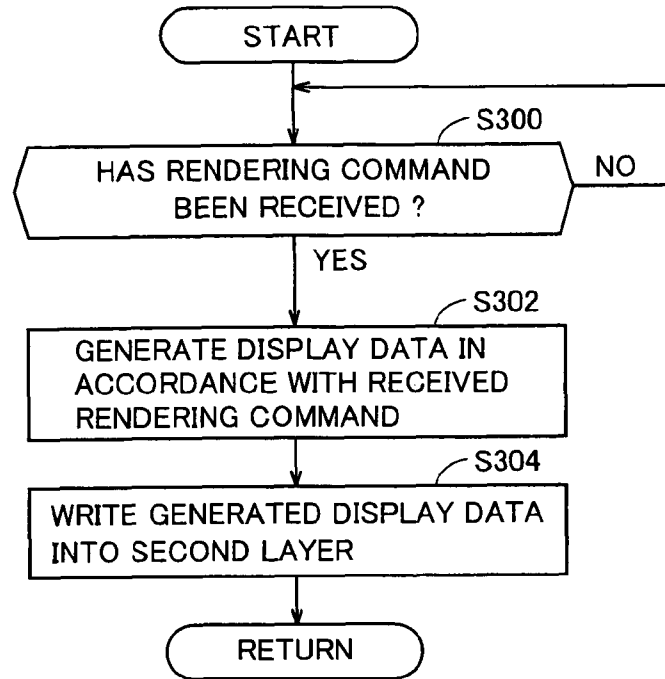 START
S300
HAS RENDERING COMMAND
BEEN RECEIVED ?
NO
YES
S302
GENERATE DISPLAY DATA IN
ACCORDANCE WITH RECEIVED
RENDERING COMMAND
S304
WRITE GENERATED DISPLAY DATA
INTO SECOND LAYER
RETURN